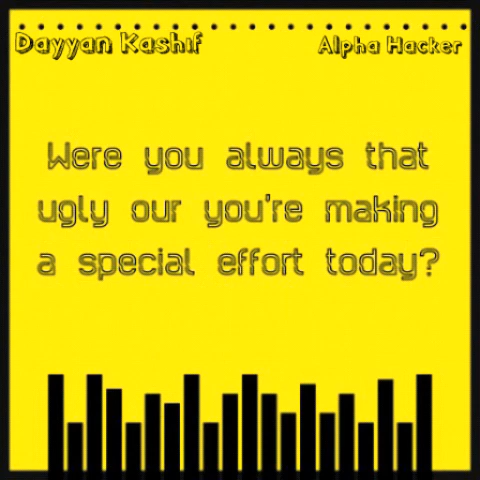 Dayyan Kashif Alpha Hacker
Were you always that
ugly our you're making
a special effort today?